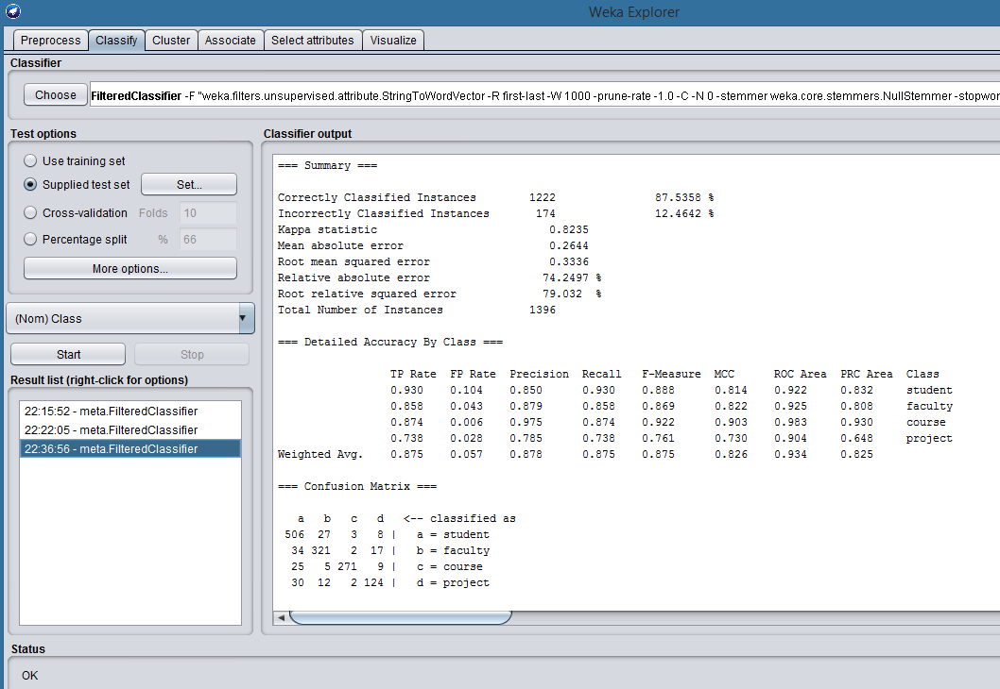 Weka Explorer
Preprocess Classify Cluster Associate Select attributes Visualize
Classifier
Choose FilteredClassifier -F "weka.filters.unsupervised.attribute.StringToWordVector -R first-last -W 1000 -prune-rate -1.0 -C -N 0 -stemmer weka.core.stemmers.NullStemmer -stopwor
Test options
Use training set
Supplied test set Set...
Cross-validation Folds 10
Percentage split % 66
More options...
(Nom) Class
Start Stop
Result list (right-click for options)
22:15:52 - meta.FilteredClassifier
22:22:05 - meta.FilteredClassifier
22:36:56 - meta.FilteredClassifier
Classifier output
=== Summary ===
Correctly Classified Instances 1222 87.5358 %
Incorrectly Classified Instances 174 12.4642 %
Kappa statistic 0.8235
Mean absolute error 0.2644
Root mean squared error 0.3336
Relative absolute error 74.2497 %
Root relative squared error 79.032 %
Total Number of Instances 1396
=== Detailed Accuracy By Class ===
TP Rate FP Rate Precision Recall F-Measure MCC ROC Area PRC Area Class
0.930 0.104 0.850 0.930 0.888 0.814 0.922 0.832 student
0.858 0.043 0.879 0.858 0.869 0.822 0.925 0.808 faculty
0.874 0.006 0.975 0.874 0.922 0.903 0.983 0.930 course
0.738 0.028 0.785 0.738 0.761 0.730 0.904 0.648 project
Weighted Avg. 0.875 0.057 0.878 0.875 0.875 0.826 0.934 0.825
=== Confusion Matrix ===
a b c d <-- classified as
506 27 3 8 | a = student
34 321 2 17 | b = faculty
25 5 271 9 | c = course
30 12 2 124 | d = project
Status
OK